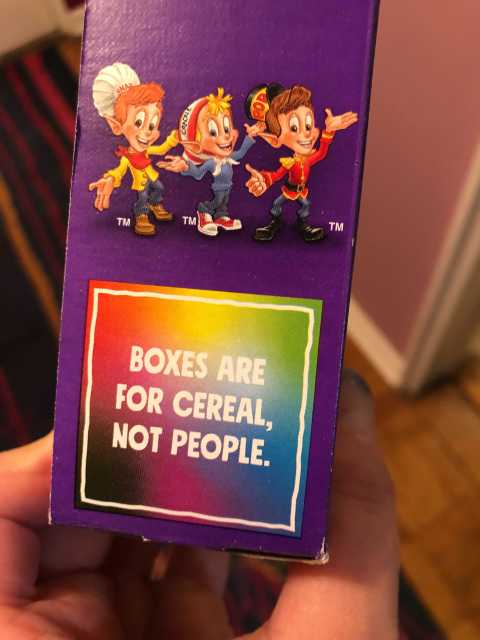 TM TM TM
BOXES ARE
FOR CEREAL,
NOT PEOPLE.